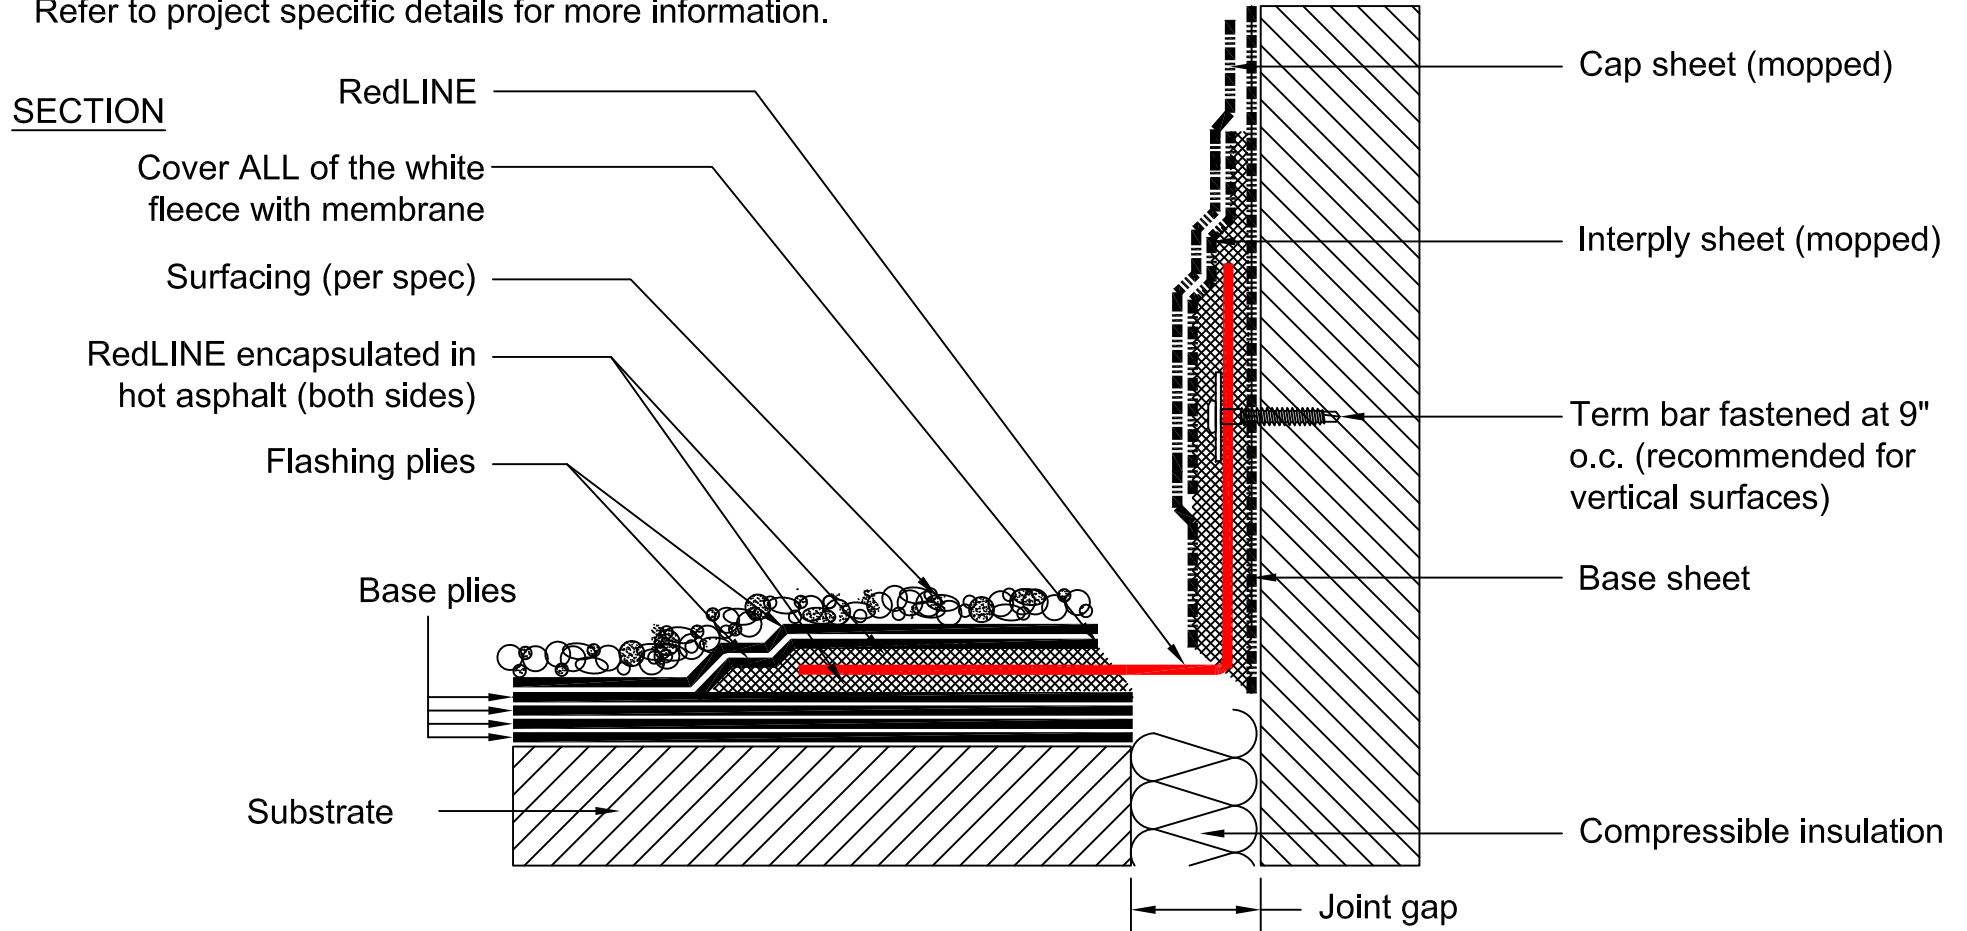 Refer to project specific details for more information.
SECTION
RedLINE
Cover ALL of the white
fleece with membrane
Surfacing (per spec)
RedLINE encapsulated in
hot asphalt (both sides)
Flashing plies
Base plies
Substrate
Cap sheet (mopped)
Interply sheet (mopped)
Term bar fastened at 9"
o.c. (recommended for
vertical surfaces)
Base sheet
Compressible insulation
Joint gap